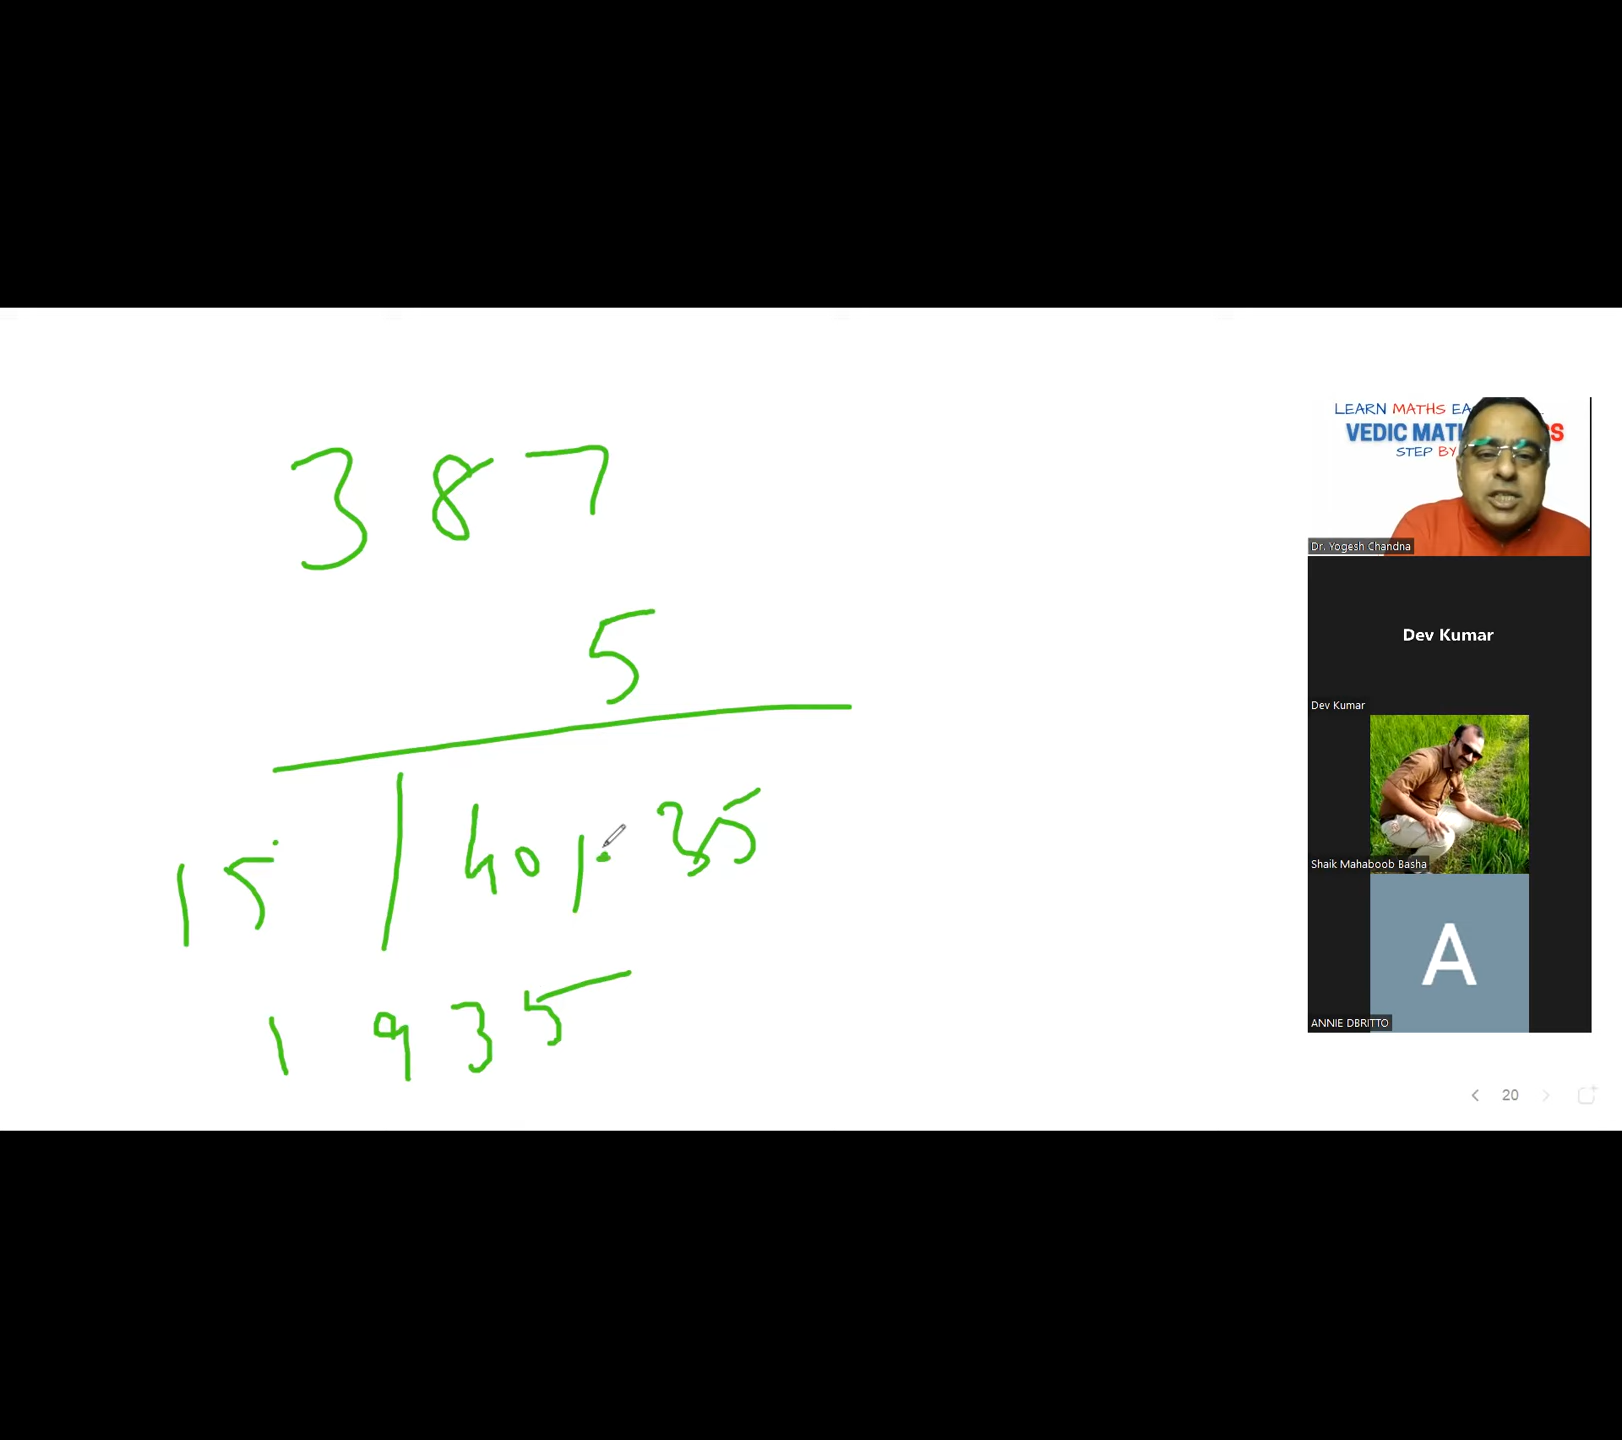 LEARN MATHS EA
VEDIC MAT S
STEP BY
387
5
15 | 40 | 35
1935
Dr. Yogesh Chandna
Dev Kumar
Dev Kumar
Shaik Mahaboob Basha
A
ANNIE DBRITTO
< 20 >